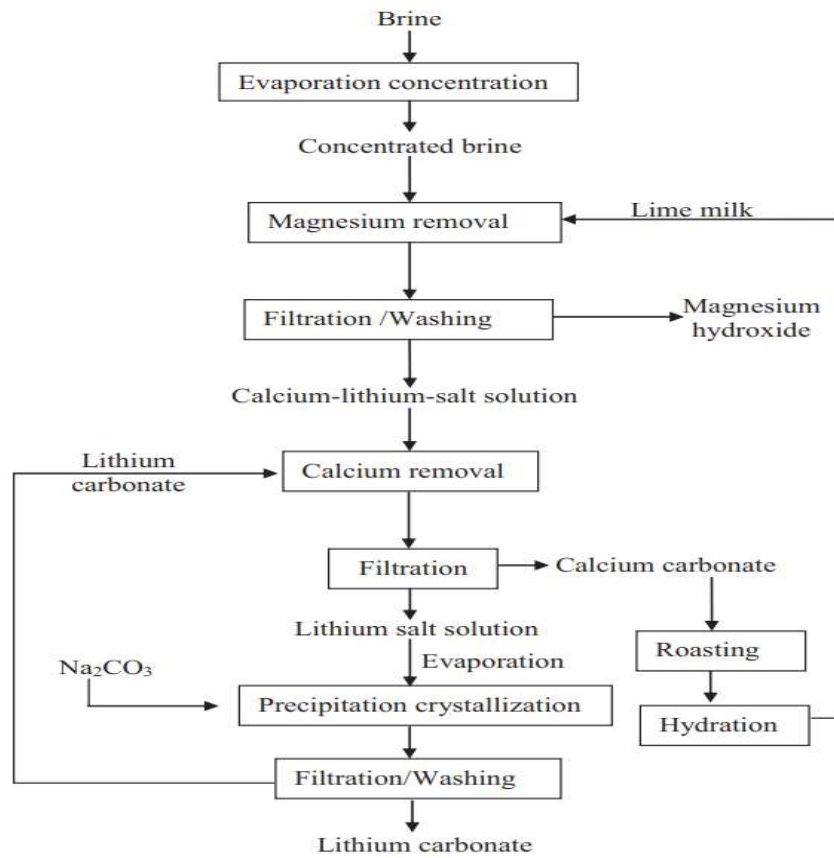 Brine
Evaporation concentration
Concentrated brine
Magnesium removal
Lime milk
Filtration /Washing
Magnesium
hydroxide
Calcium-lithium-salt solution
Lithium
carbonate
Calcium removal
Filtration
Calcium carbonate
Lithium salt solution
Evaporation
Roasting
Na₂CO₃
Precipitation crystallization
Hydration
Filtration/Washing
Lithium carbonate